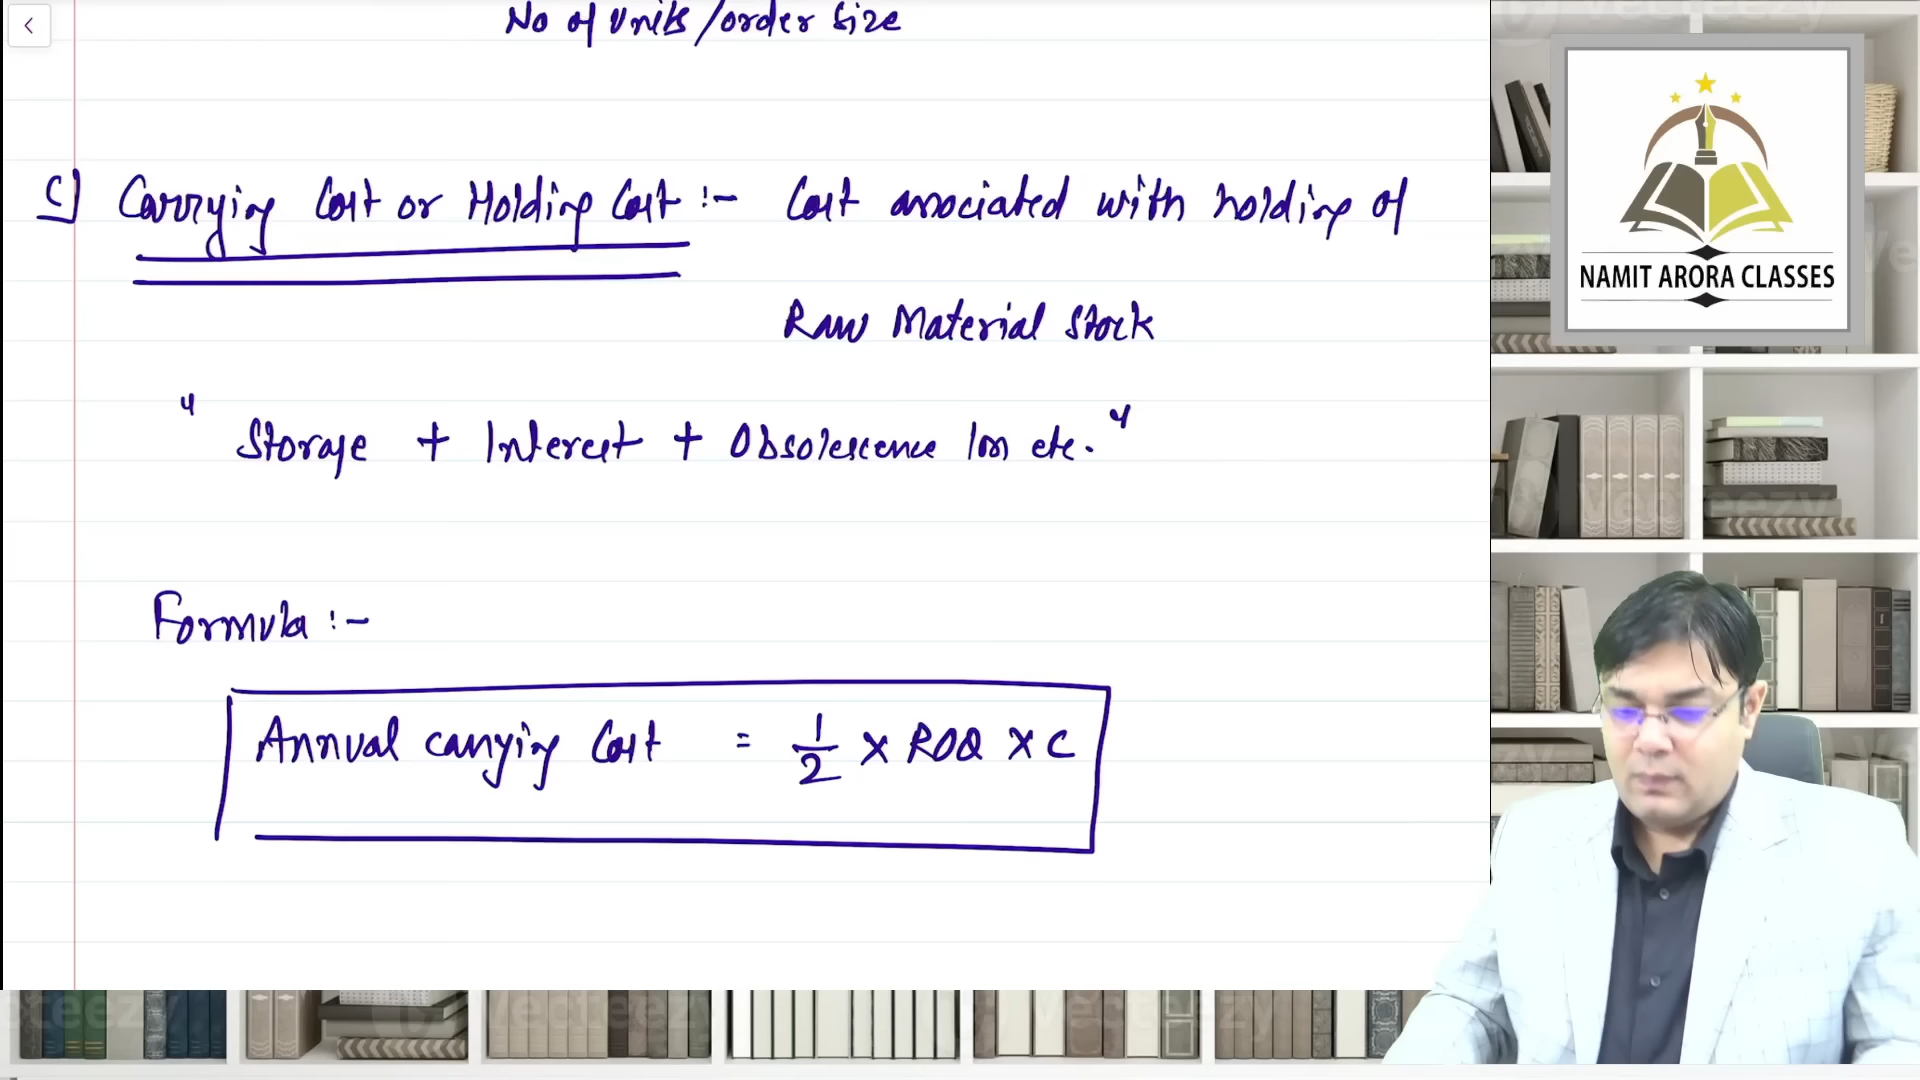 No of units/order size
c] Carrying Cost or Holding Cost :- Cost associated with holding of
Raw Material Stock
" Storage + Interest + Obsolescence loss etc. "
Formula :-
Annual carrying Cost = 1/2 × ROQ × C
NAMIT ARORA CLASSES